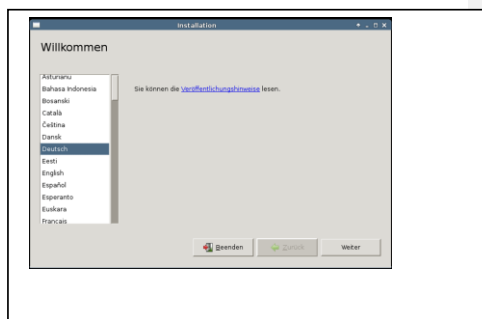 Installation
Willkommen
Asturianu
Bahasa Indonesia
Bosanski
Català
Čeština
Dansk
Deutsch
Eesti
English
Español
Esperanto
Euskara
Français
Sie können die Veröffentlichungshinweise lesen.
Beenden
Zurück
Weiter